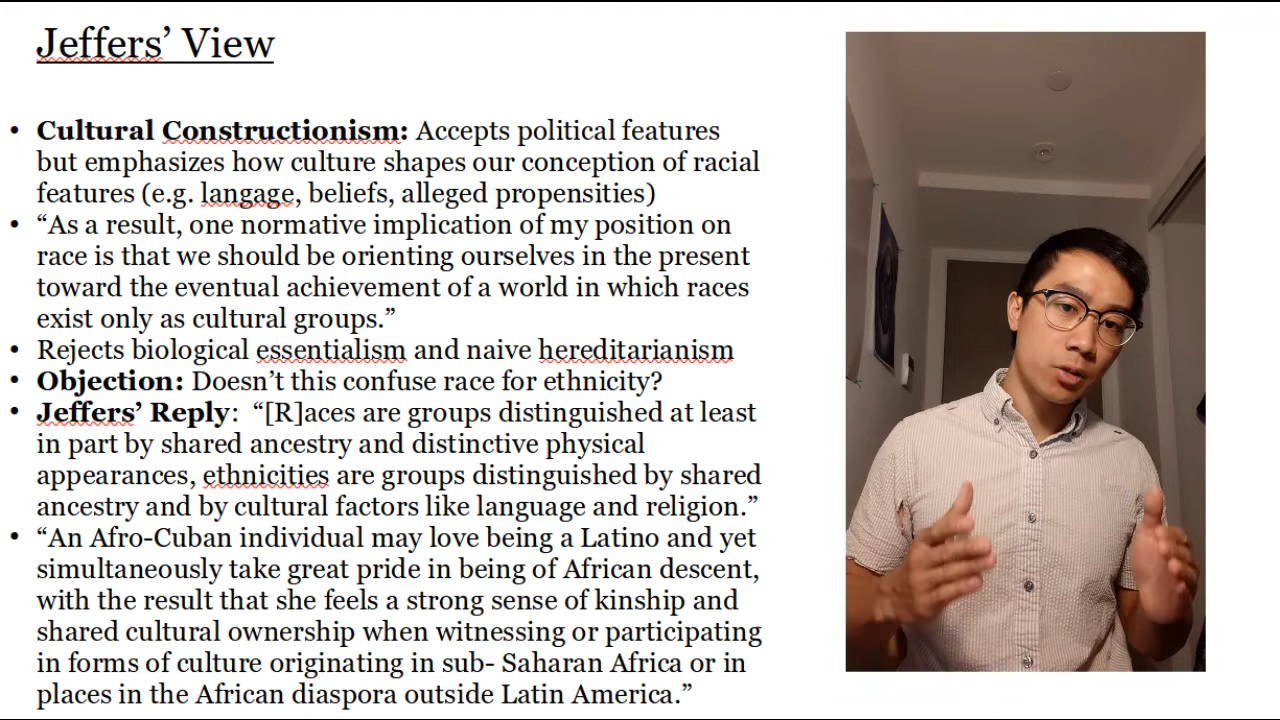 Jeffers’ View
• Cultural Constructionism: Accepts political features
but emphasizes how culture shapes our conception of racial
features (e.g. langage, beliefs, alleged propensities)
• “As a result, one normative implication of my position on
race is that we should be orienting ourselves in the present
toward the eventual achievement of a world in which races
exist only as cultural groups.”
• Rejects biological essentialism and naive hereditarianism
• Objection: Doesn’t this confuse race for ethnicity?
• Jeffers’ Reply:  “[R]aces are groups distinguished at least
in part by shared ancestry and distinctive physical
appearances, ethnicities are groups distinguished by shared
ancestry and by cultural factors like language and religion.”
• “An Afro-Cuban individual may love being a Latino and yet
simultaneously take great pride in being of African descent,
with the result that she feels a strong sense of kinship and
shared cultural ownership when witnessing or participating
in forms of culture originating in sub- Saharan Africa or in
places in the African diaspora outside Latin America.”